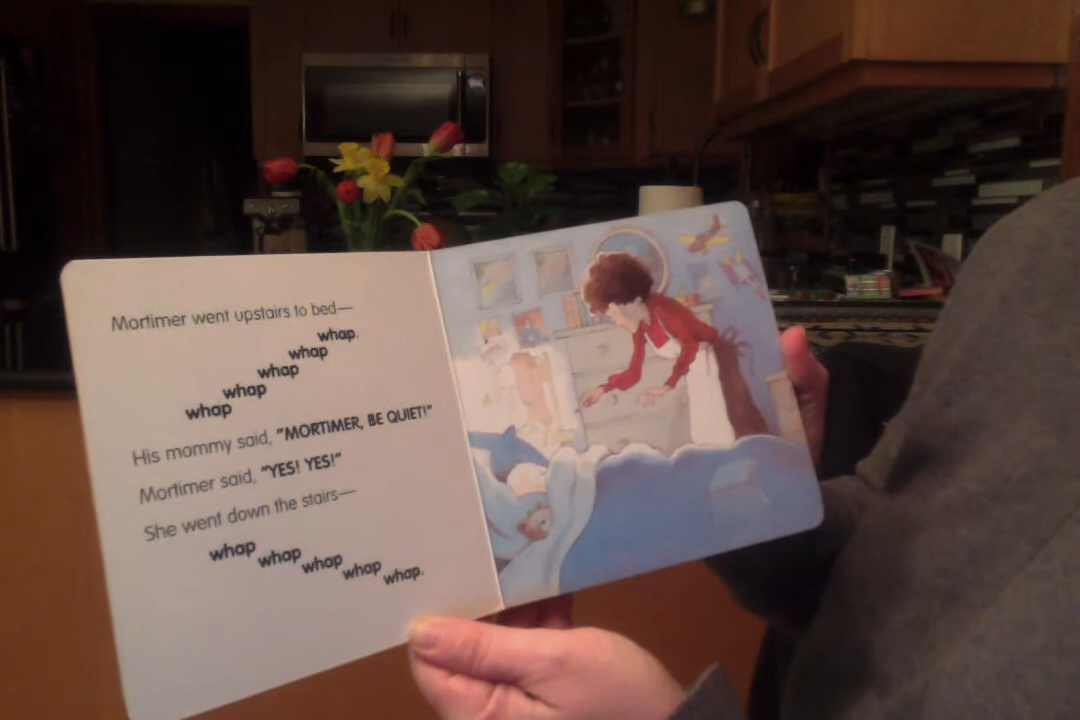 Mortimer went upstairs to bed—
whap.
whap
whap
whap
whap
His mommy said, "MORTIMER, BE QUIET!"
Mortimer said, "YES! YES!"
She went down the stairs—
whap
whap
whap
whap
whap.